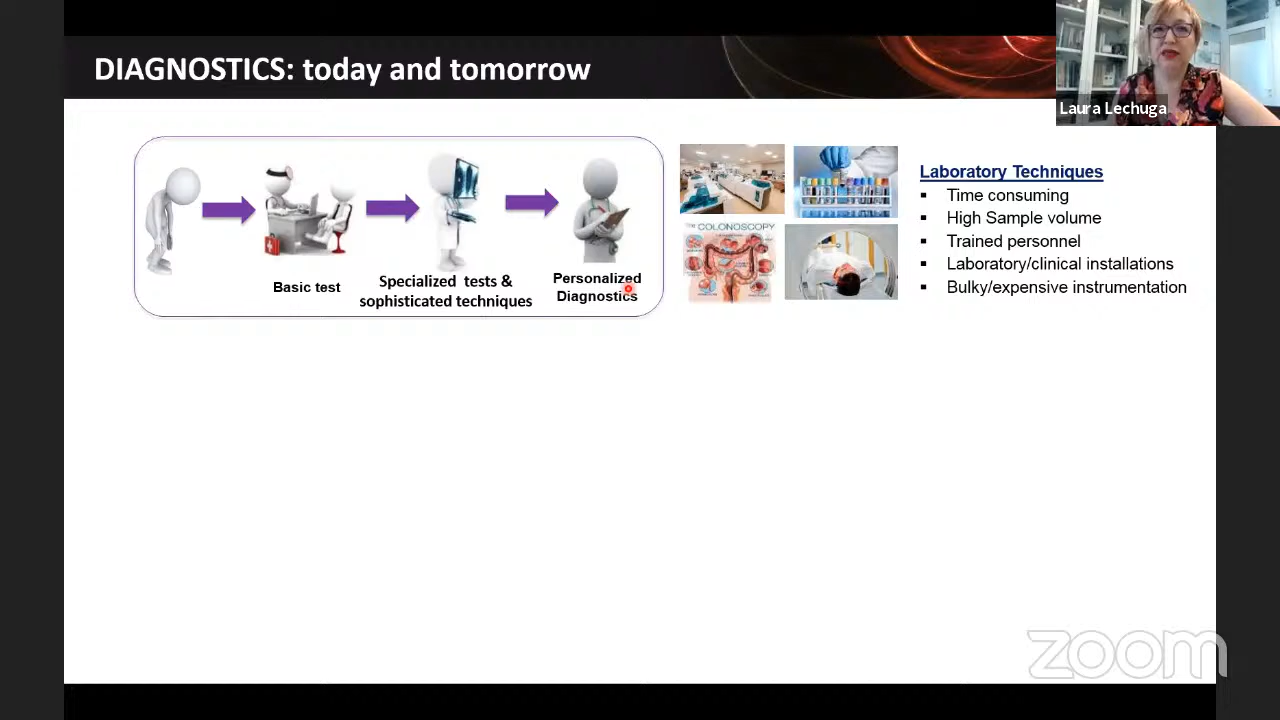 DIAGNOSTICS: today and tomorrow
Laura Lechuga
Basic test
Specialized tests &
sophisticated techniques
Personalized
Diagnostics
COLONOSCOPY
Laboratory Techniques
Time consuming
High Sample volume
Trained personnel
Laboratory/clinical installations
Bulky/expensive instrumentation
zoom